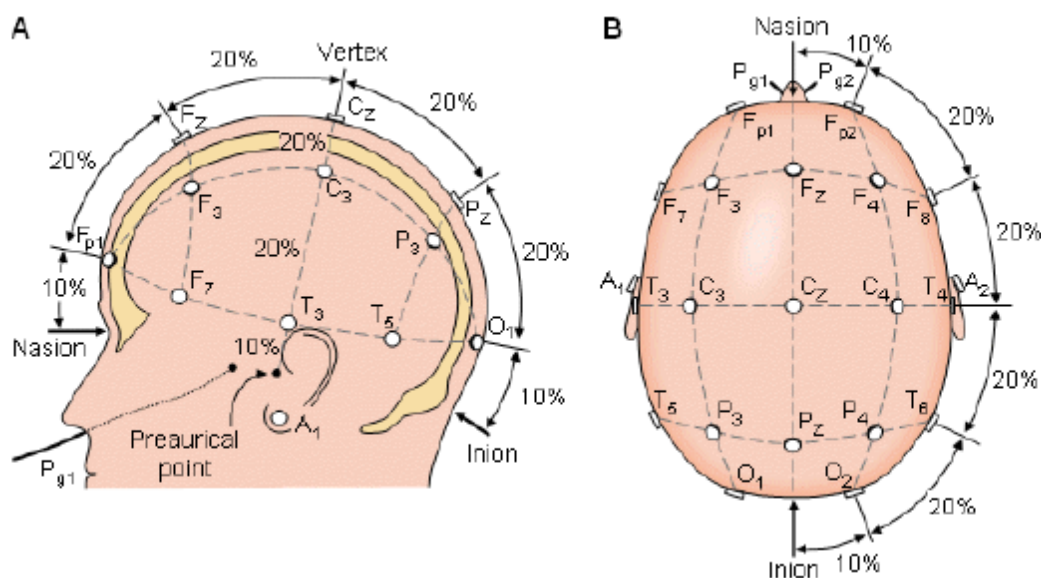 A
20%
Vertex
20%
Fz
Cz
20%
20%
F3
C3
Pz
Fp1
P3
20%
20%
10%
F7
T3
T5
O1
Nasion
10%
10%
A1
Preaurical
point
Inion
Pg1
B
Nasion
10%
Pg1
Pg2
20%
Fp1
Fp2
F7
F3
Fz
F4
F8
20%
A1
T3
C3
Cz
C4
T4
A2
20%
T5
P3
Pz
P4
T6
O1
O2
20%
10%
Inion